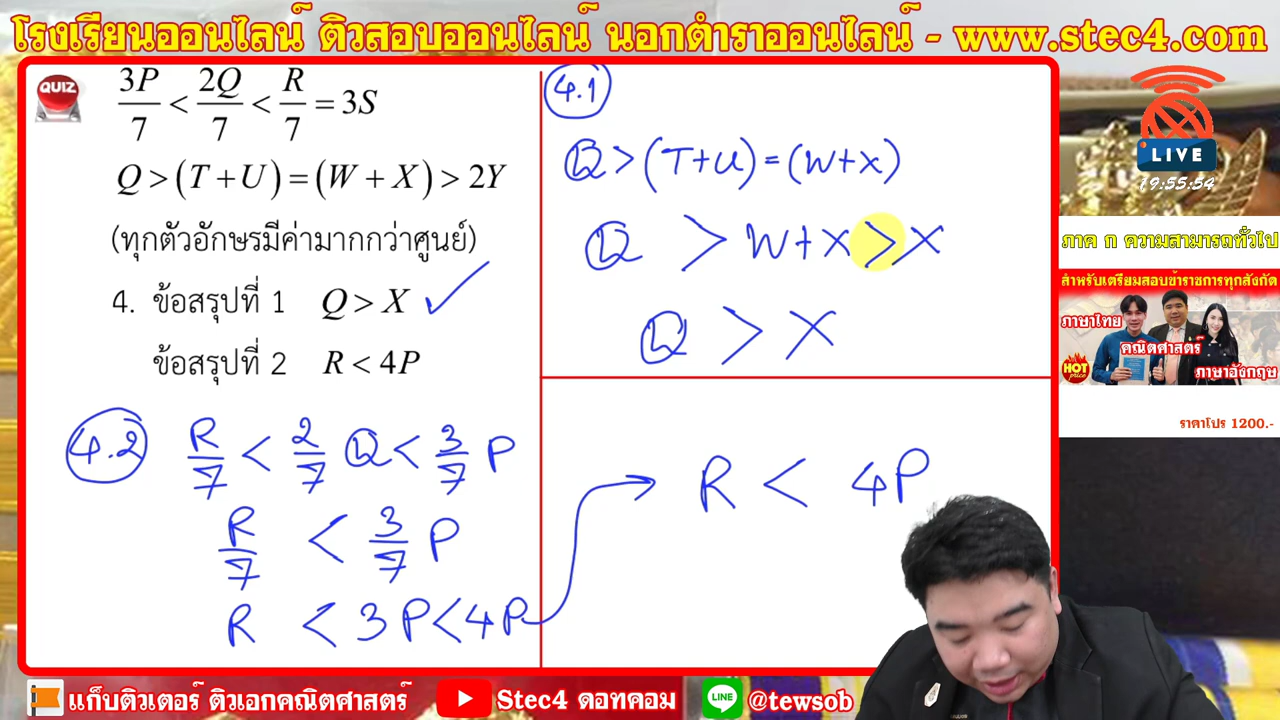 โรงเรียนออนไลน์ ติวสอบออนไลน์ นอกตำราออนไลน์ - www.stec4.com
QUIZ
3P/7 < 2Q/7 < R/7 = 3S
Q > (T + U) = (W + X) > 2Y
(ทุกตัวอักษรมีค่ามากกว่าศูนย์)
4. ข้อสรุปที่ 1 Q > X ✓
ข้อสรุปที่ 2 R < 4P
4.2 R/7 < 2/7 Q < 3/7 P
R/7 < 3/7 P
R < 3P < 4P
4.1
Q > (T+U) = (W+X)
Q > W+X > X
Q > X
→ R < 4P
LIVE
19:55:54
ภาค ก ความสามารถทั่วไป
สำหรับเตรียมสอบข้าราชการทุกสังกัด
ภาษาไทย
คณิตศาสตร์
HOT price
ภาษาอังกฤษ
ราคาโปร 1200.-
แก็บติวเตอร์ ติวเอกคณิตศาสตร์
Stec4 ดอทคอม
LINE @tewsob